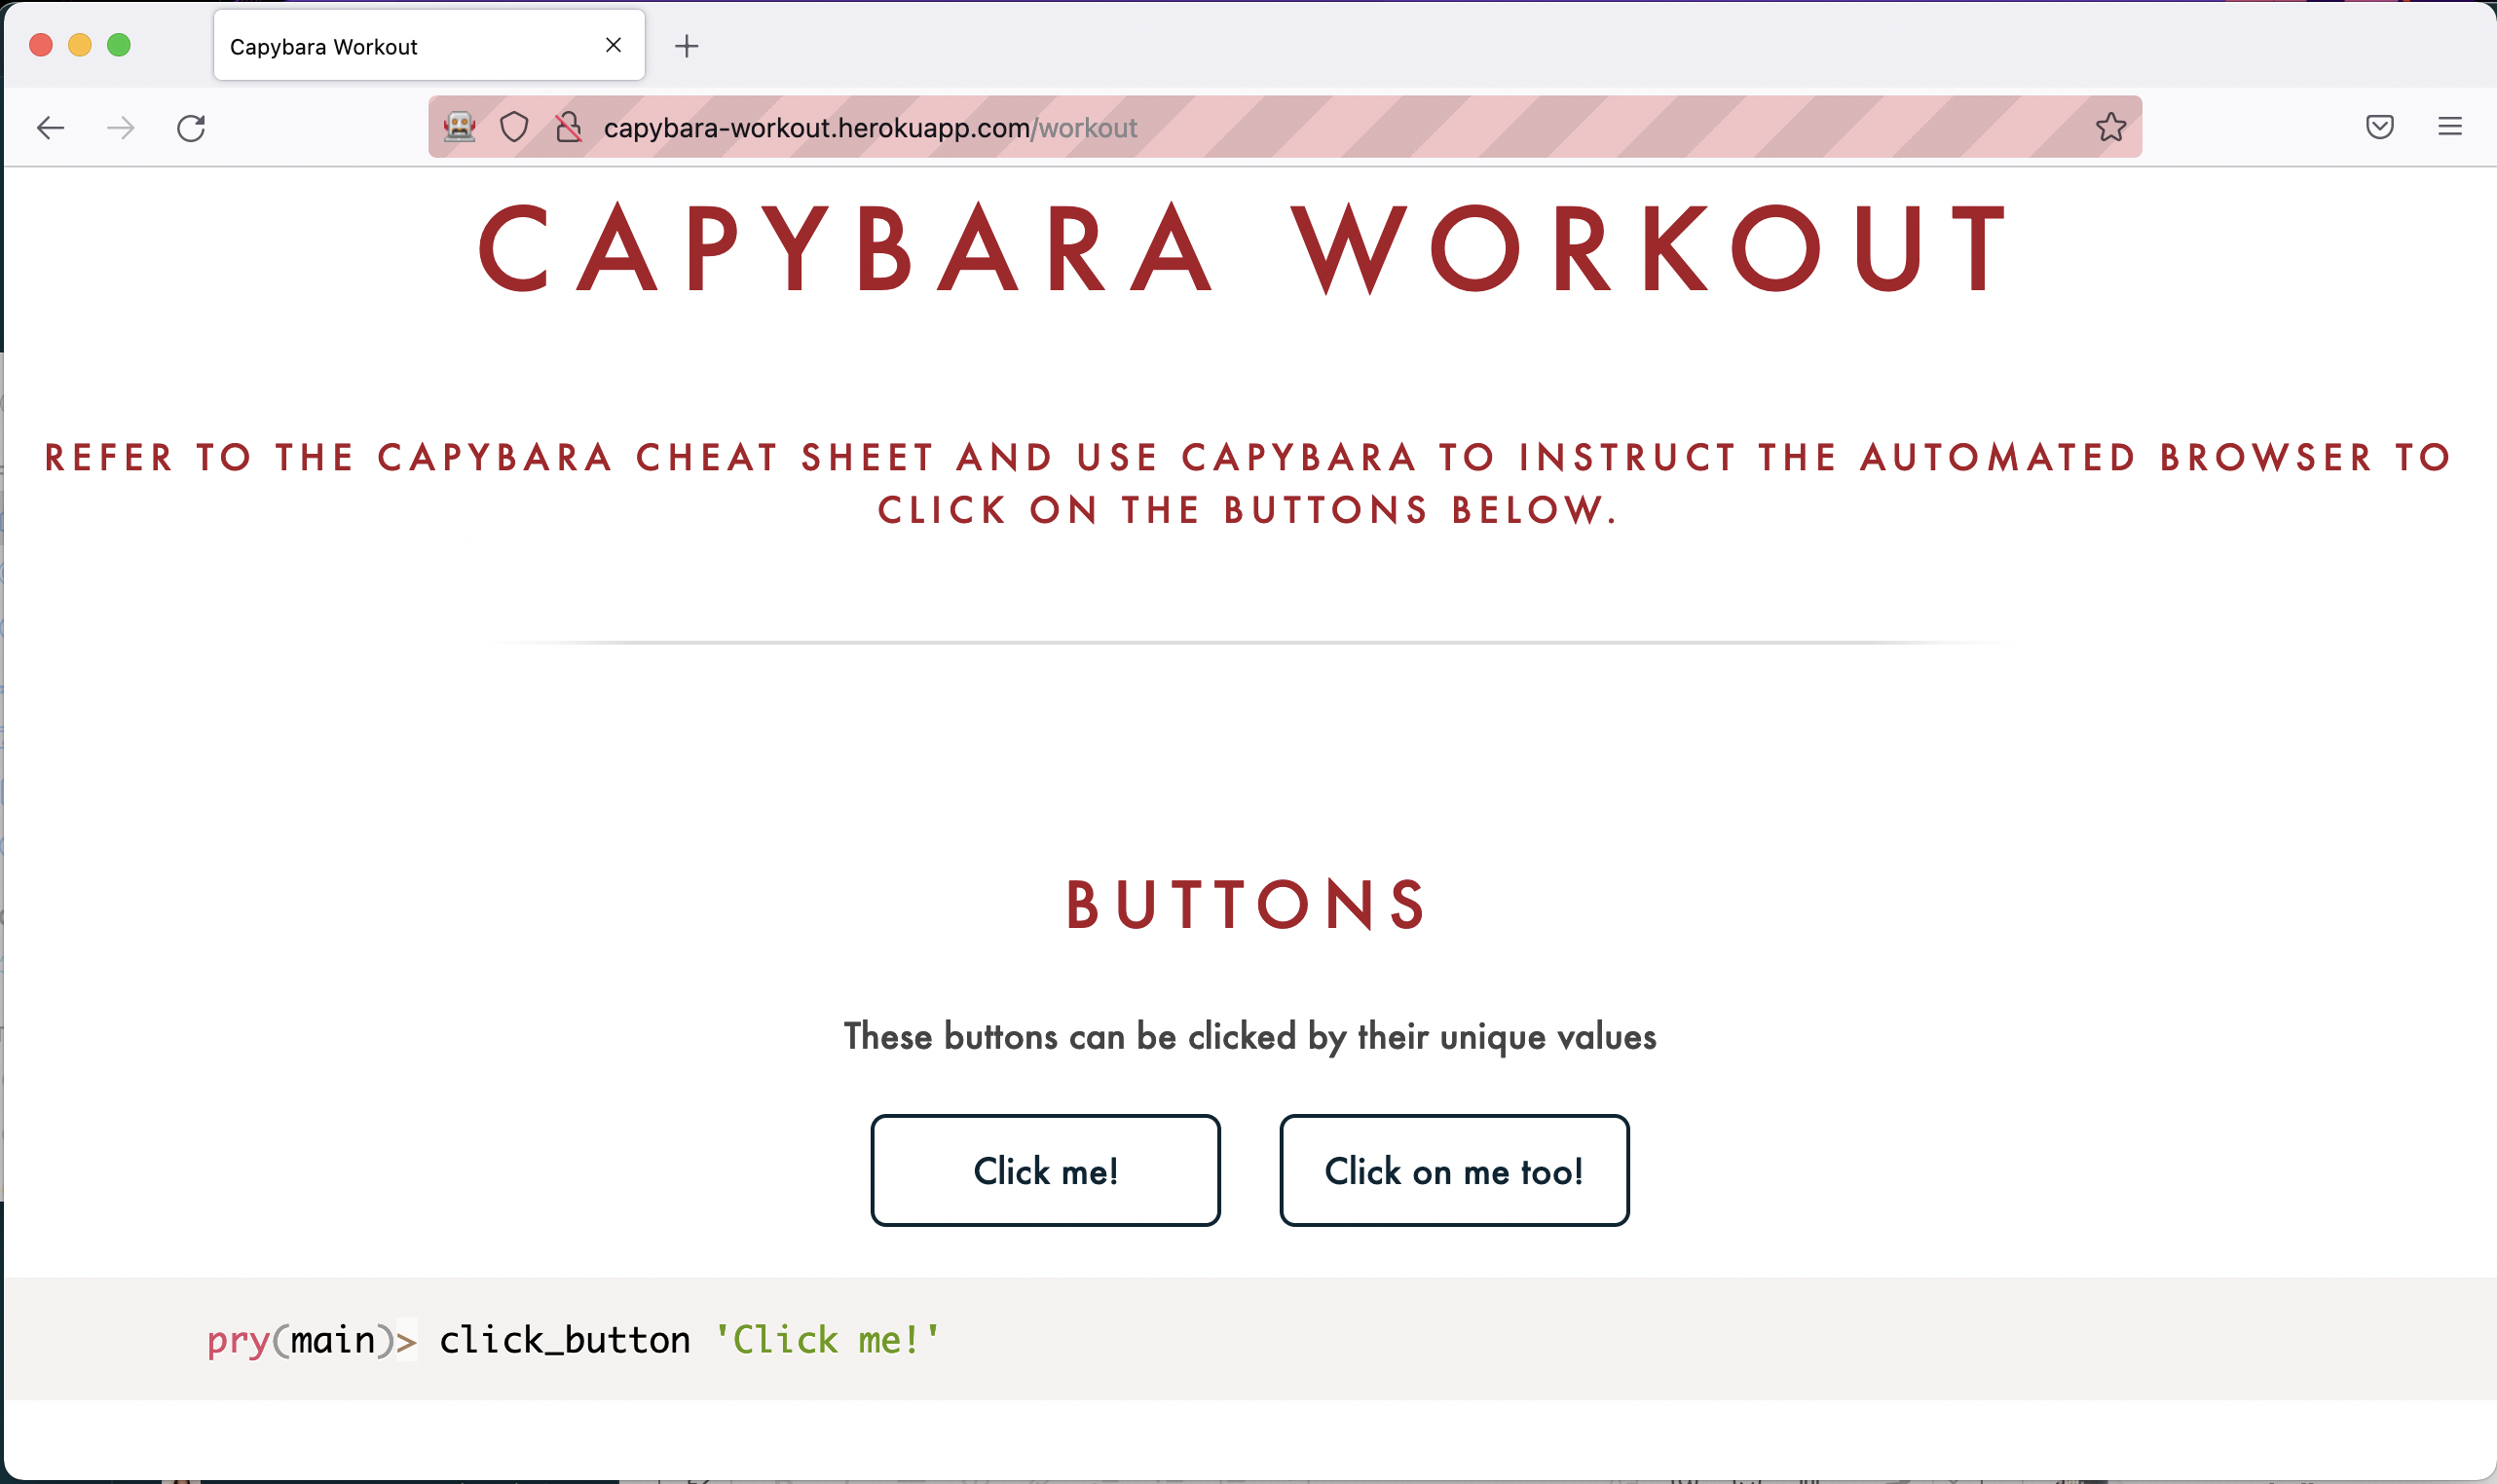 Capybara Workout
capybara-workout.herokuapp.com/workout
CAPYBARA WORKOUT
REFER TO THE CAPYBARA CHEAT SHEET AND USE CAPYBARA TO INSTRUCT THE AUTOMATED BROWSER TO
CLICK ON THE BUTTONS BELOW.
BUTTONS
These buttons can be clicked by their unique values
Click me! Click on me too!
pry(main)> click_button 'Click me!'